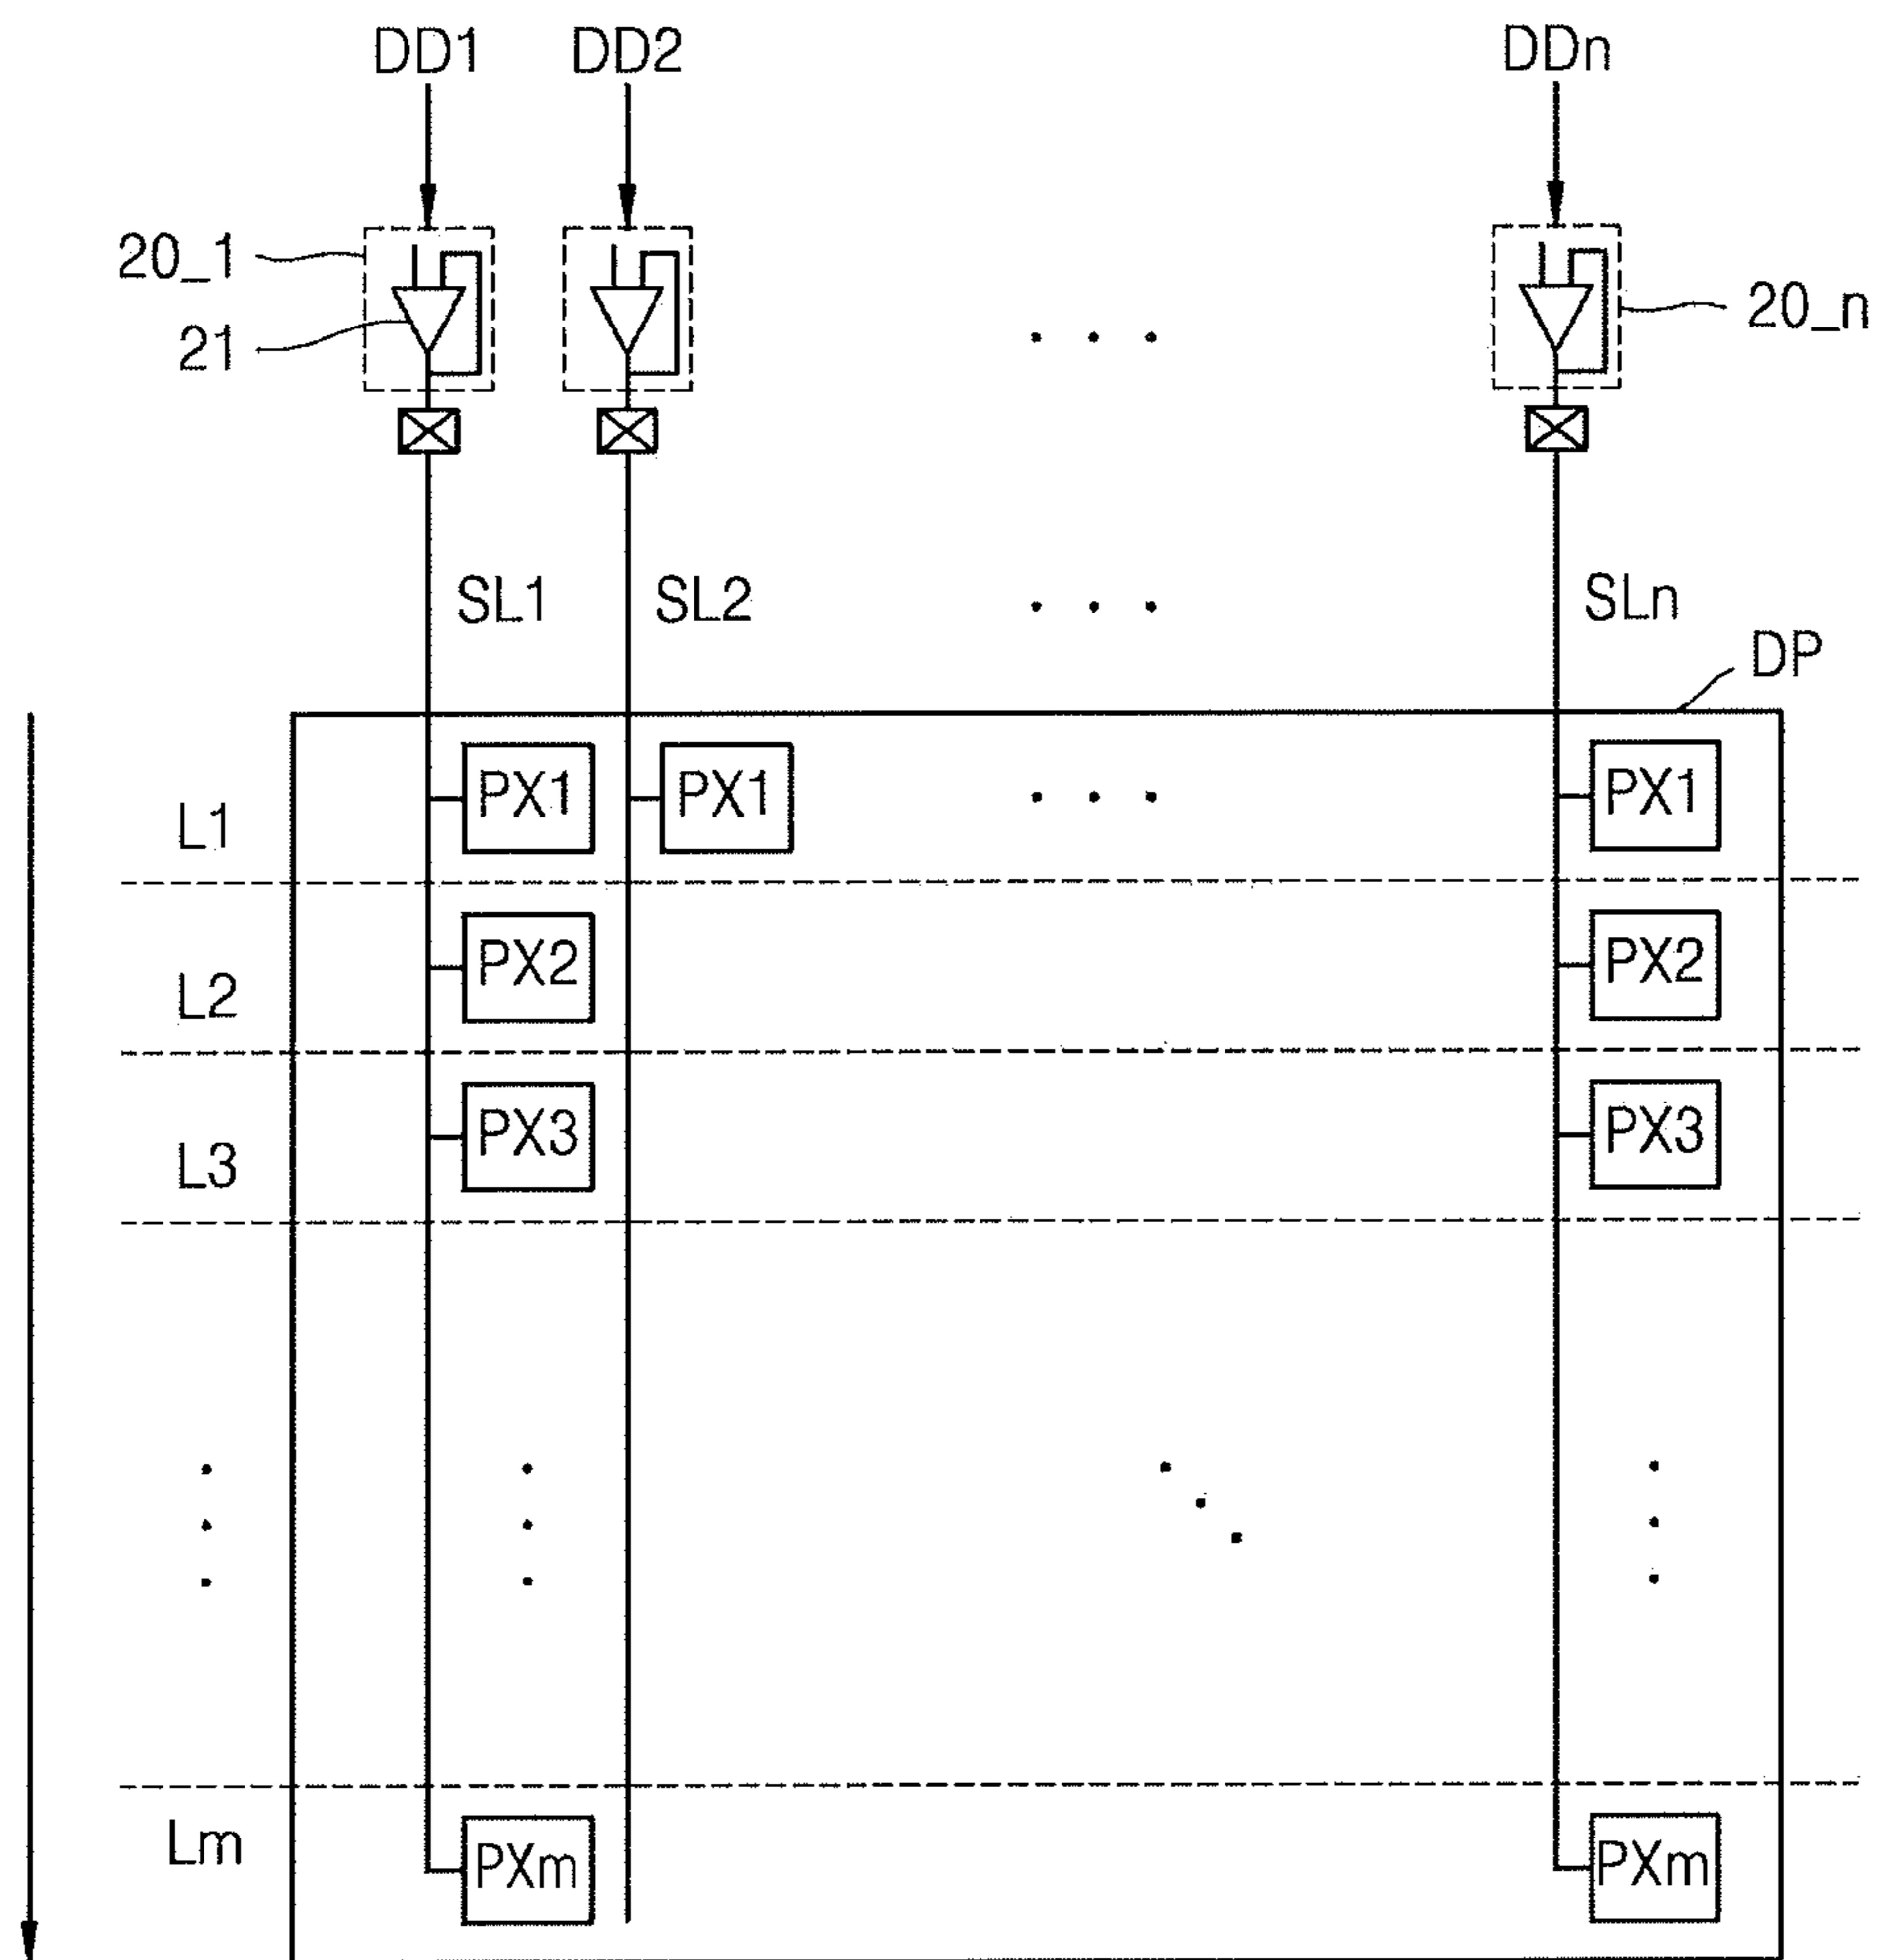 DD1 DD2 DDn
20_1
20_n
21
SL1 SL2 SLn
DP
L1 PX1 PX1 PX1
L2 PX2 PX2
L3 PX3 PX3
Lm PXm PXm